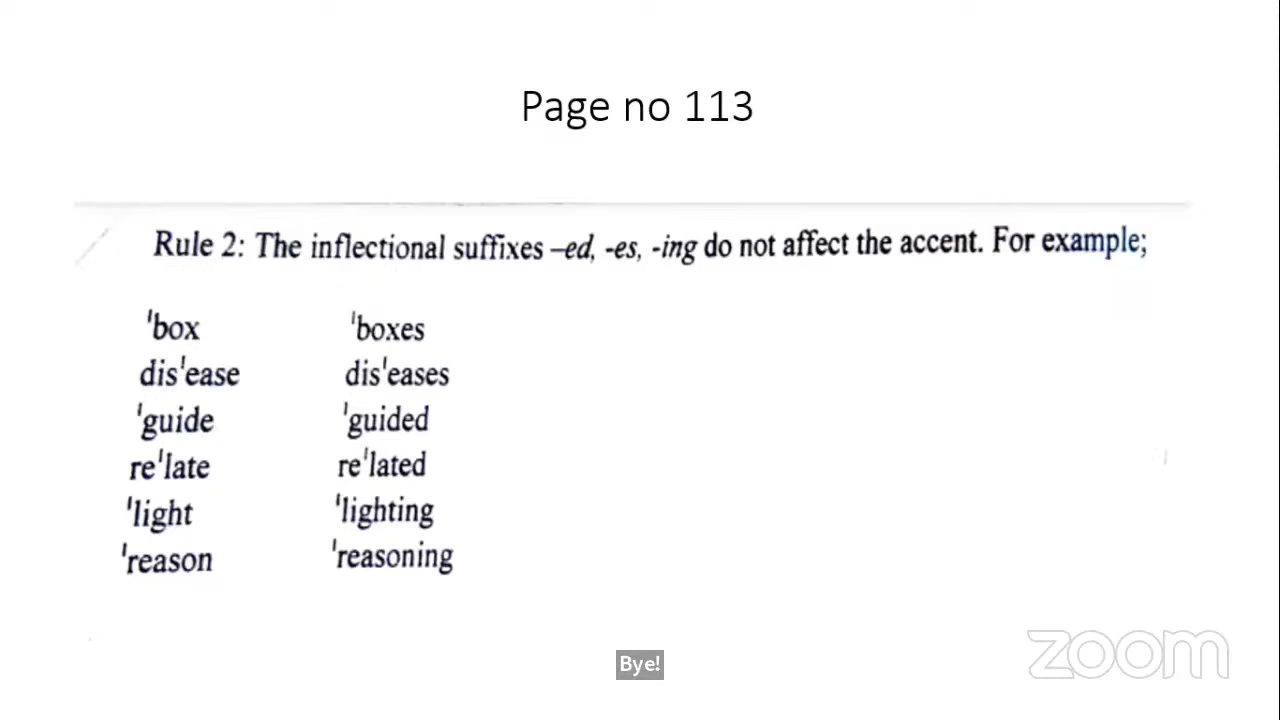 Page no 113
Rule 2: The inflectional suffixes –ed, -es, -ing do not affect the accent. For example;
ˈbox ˈboxes
disˈease disˈeases
ˈguide ˈguided
reˈlate reˈlated
ˈlight ˈlighting
ˈreason ˈreasoning
Bye!
zoom